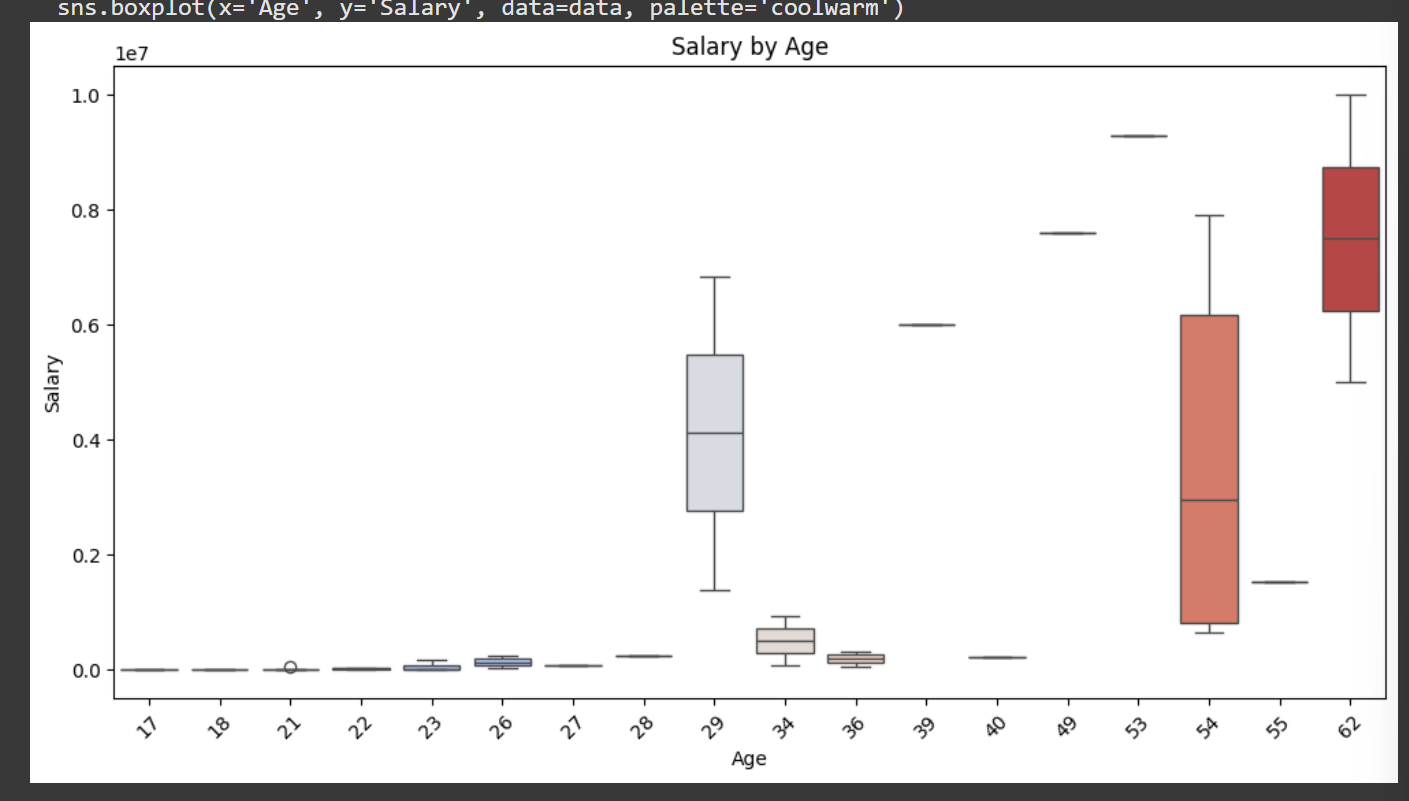 sns.boxplot(x='Age', y='Salary', data=data, palette='coolwarm')
Salary by Age
1e7
1.0
0.8
0.6
0.4
0.2
0.0
Salary
17 18 21 22 23 26 27 28 29 34 36 39 40 49 53 54 55 62
Age